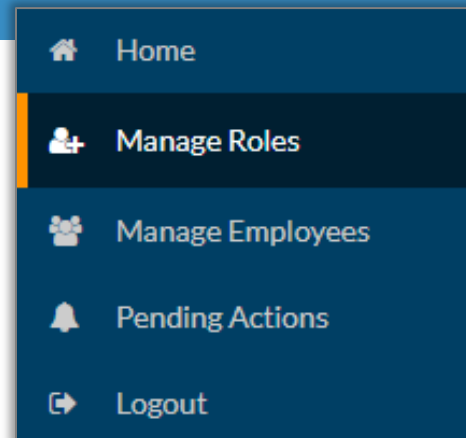 Home
Manage Roles
Manage Employees
Pending Actions
Logout